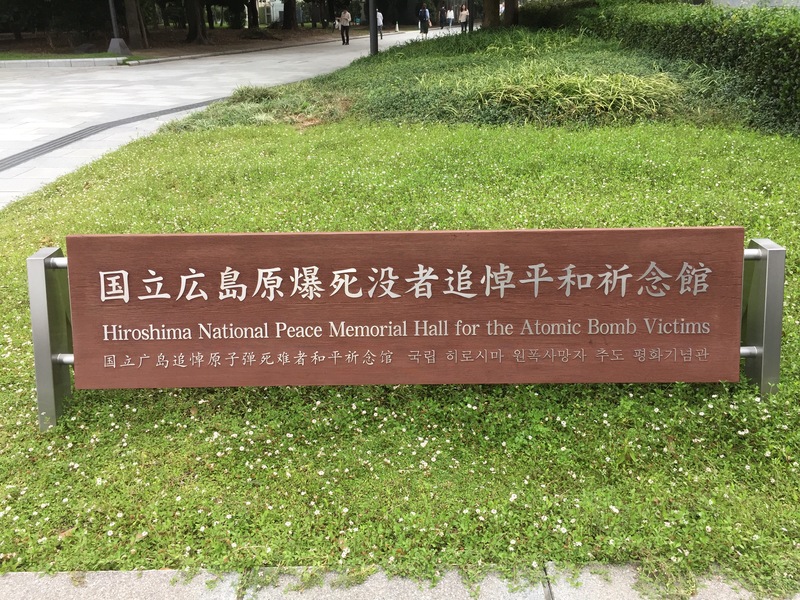 国立広島原爆死没者追悼平和祈念館
Hiroshima National Peace Memorial Hall for the Atomic Bomb Victims
国立广岛追悼原子弹死难者和平祈念馆 국립 히로시마 원폭사망자 추도 평화기념관